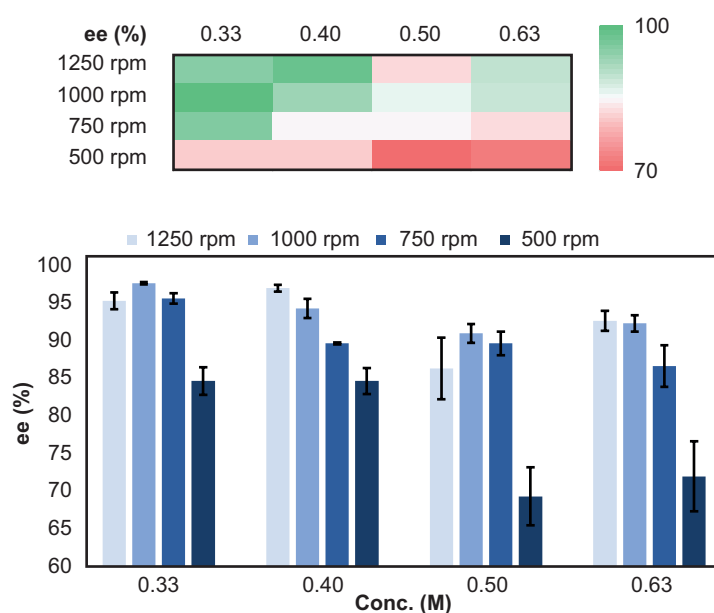 ee (%) 0.33 0.40 0.50 0.63
1250 rpm
1000 rpm
750 rpm
500 rpm
100
70
1250 rpm 1000 rpm 750 rpm 500 rpm
ee (%)
100
95
90
85
80
75
70
65
60
0.33 0.40 0.50 0.63
Conc. (M)